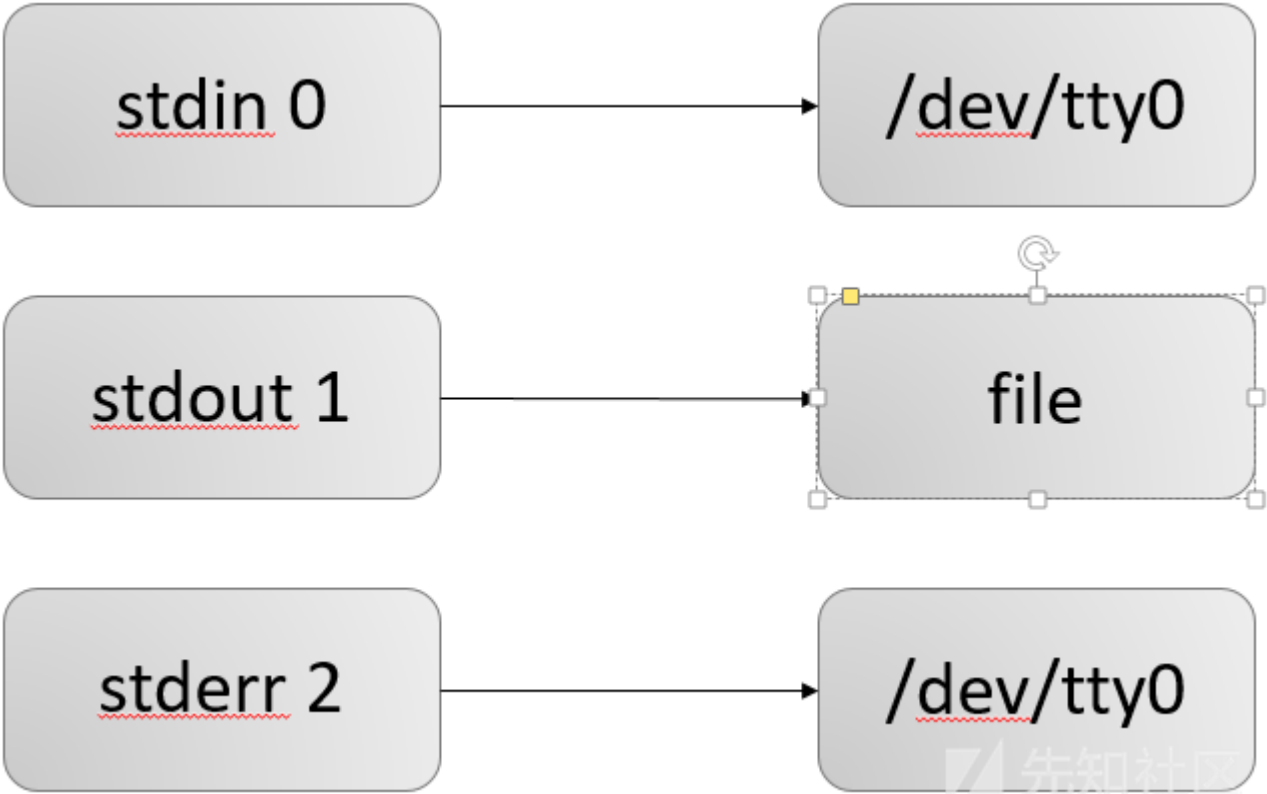 stdin 0
/dev/tty0
stdout 1
file
stderr 2
/dev/tty0
先知社区